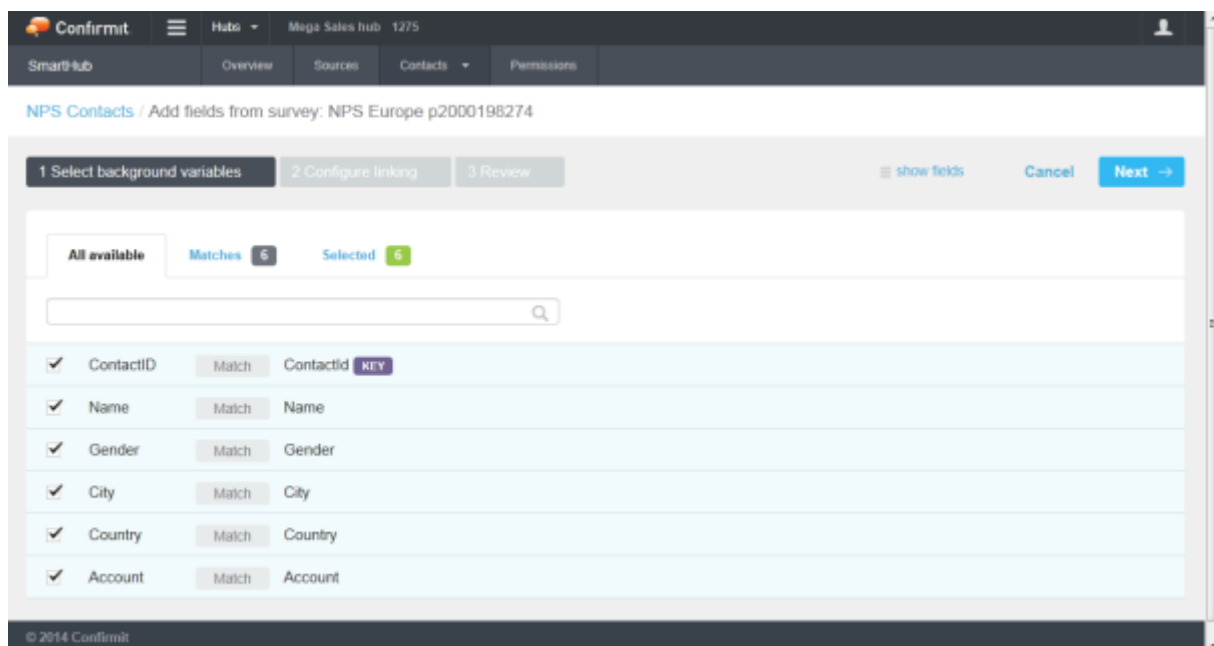 Confirmit Hubs Mega Sales hub 1275
SmartHub Overview Sources Contacts Permissions
NPS Contacts / Add fields from survey: NPS Europe p2000198274
1 Select background variables 2 Configure linking 3 Review show fields Cancel Next →
All available Matches 6 Selected 6
ContactID Match ContactId KEY
Name Match Name
Gender Match Gender
City Match City
Country Match Country
Account Match Account
© 2014 Confirmit